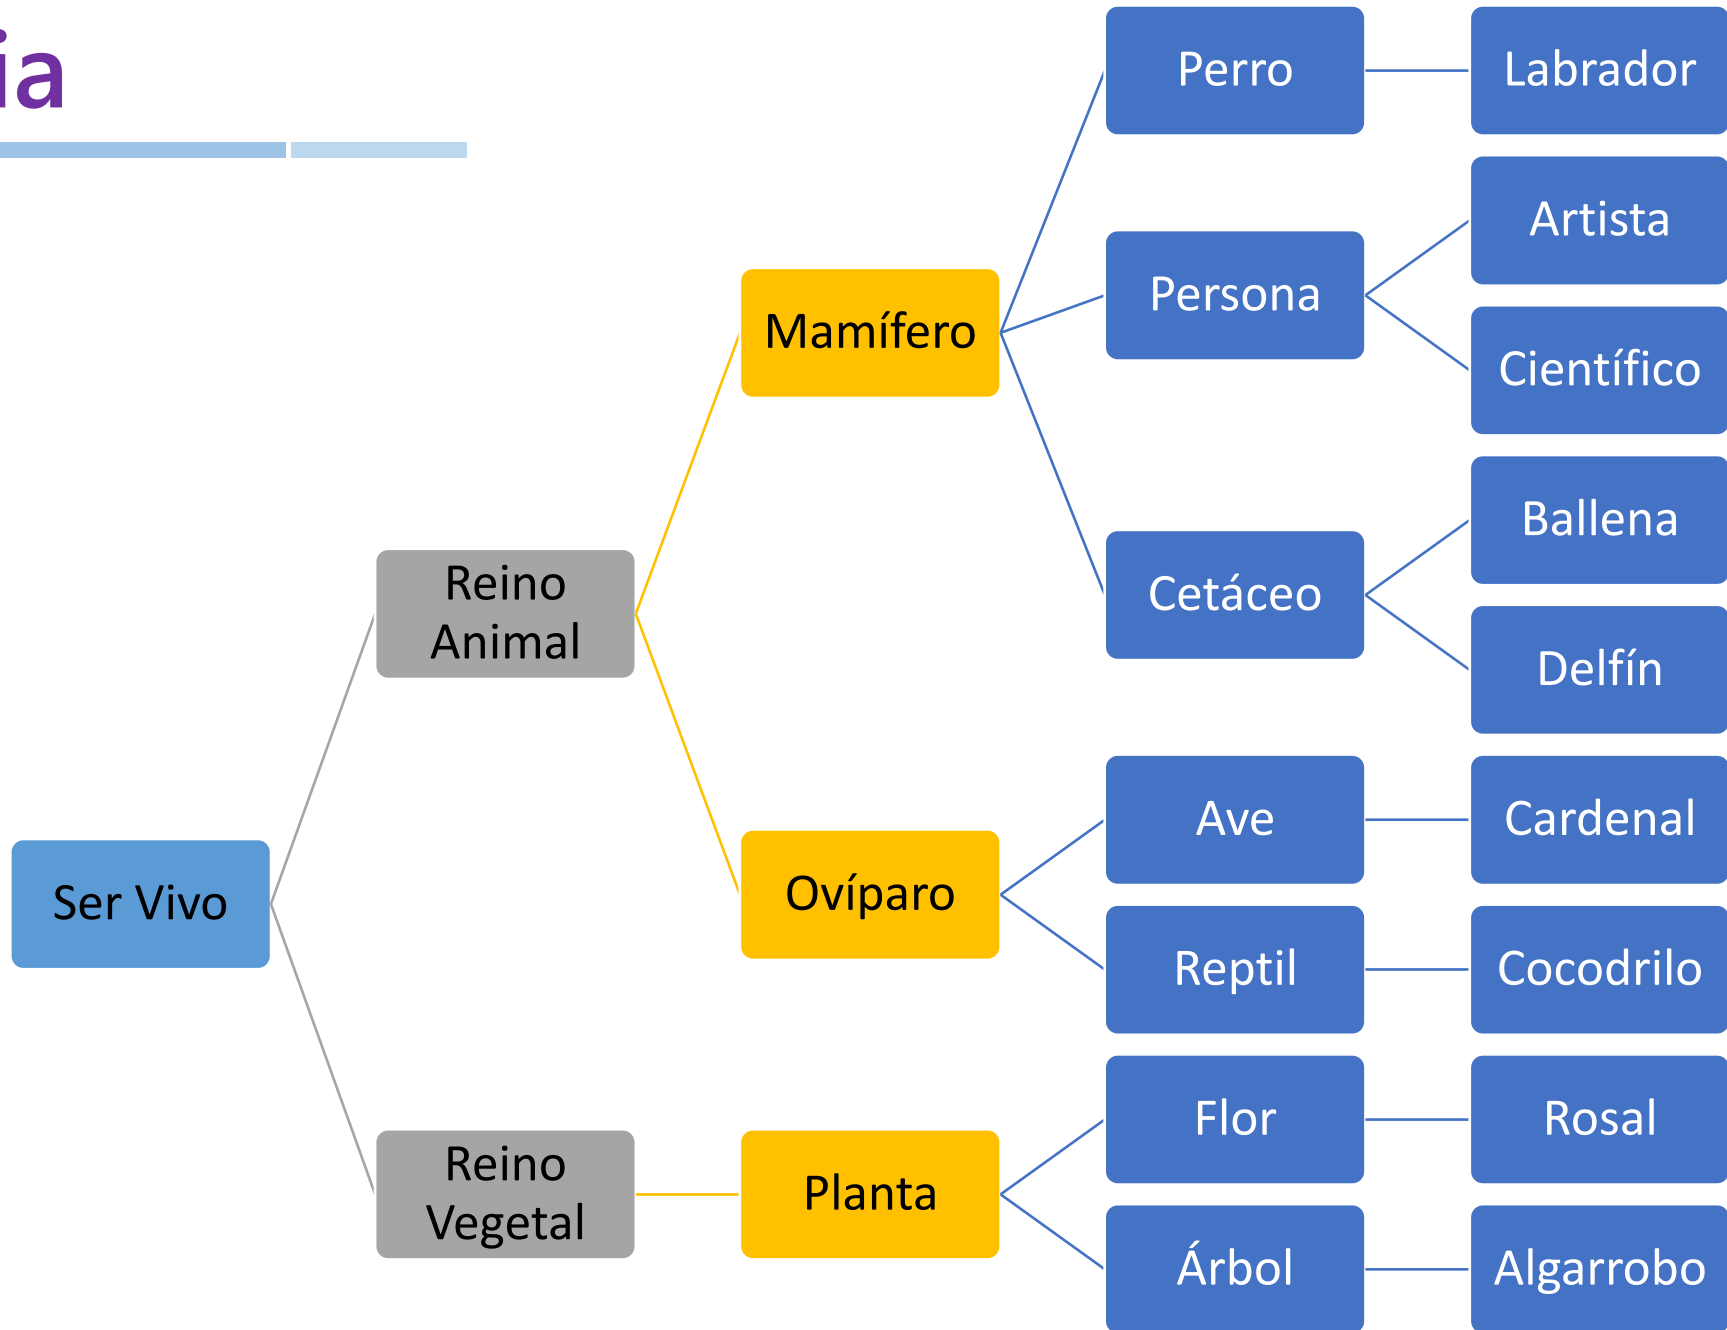 ia
Perro
Labrador
Artista
Persona
Mamífero
Científico
Ballena
Reino
Animal
Cetáceo
Delfín
Ave
Cardenal
Ser Vivo
Ovíparo
Reptil
Cocodrilo
Flor
Rosal
Reino
Vegetal
Planta
Árbol
Algarrobo